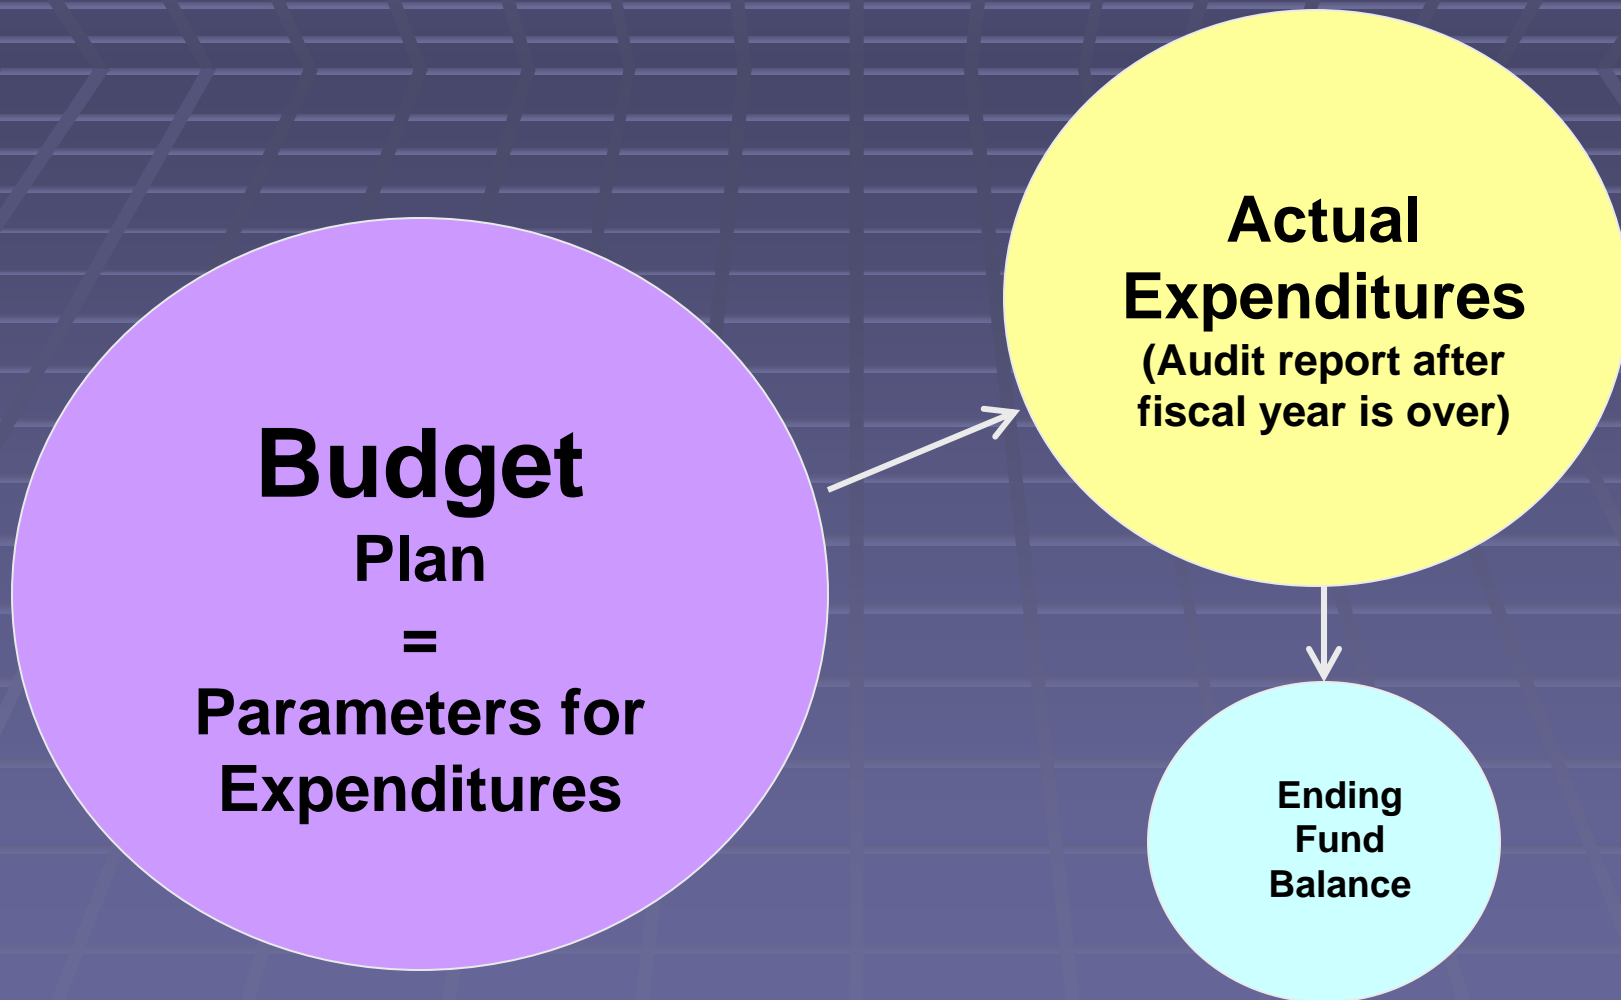 Budget
Plan
=
Parameters for
Expenditures
Actual
Expenditures
(Audit report after
fiscal year is over)
Ending
Fund
Balance